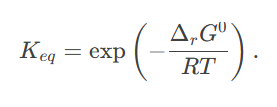 K_{eq} = \exp\left(-\frac{\Delta_r G^0}{RT}\right).